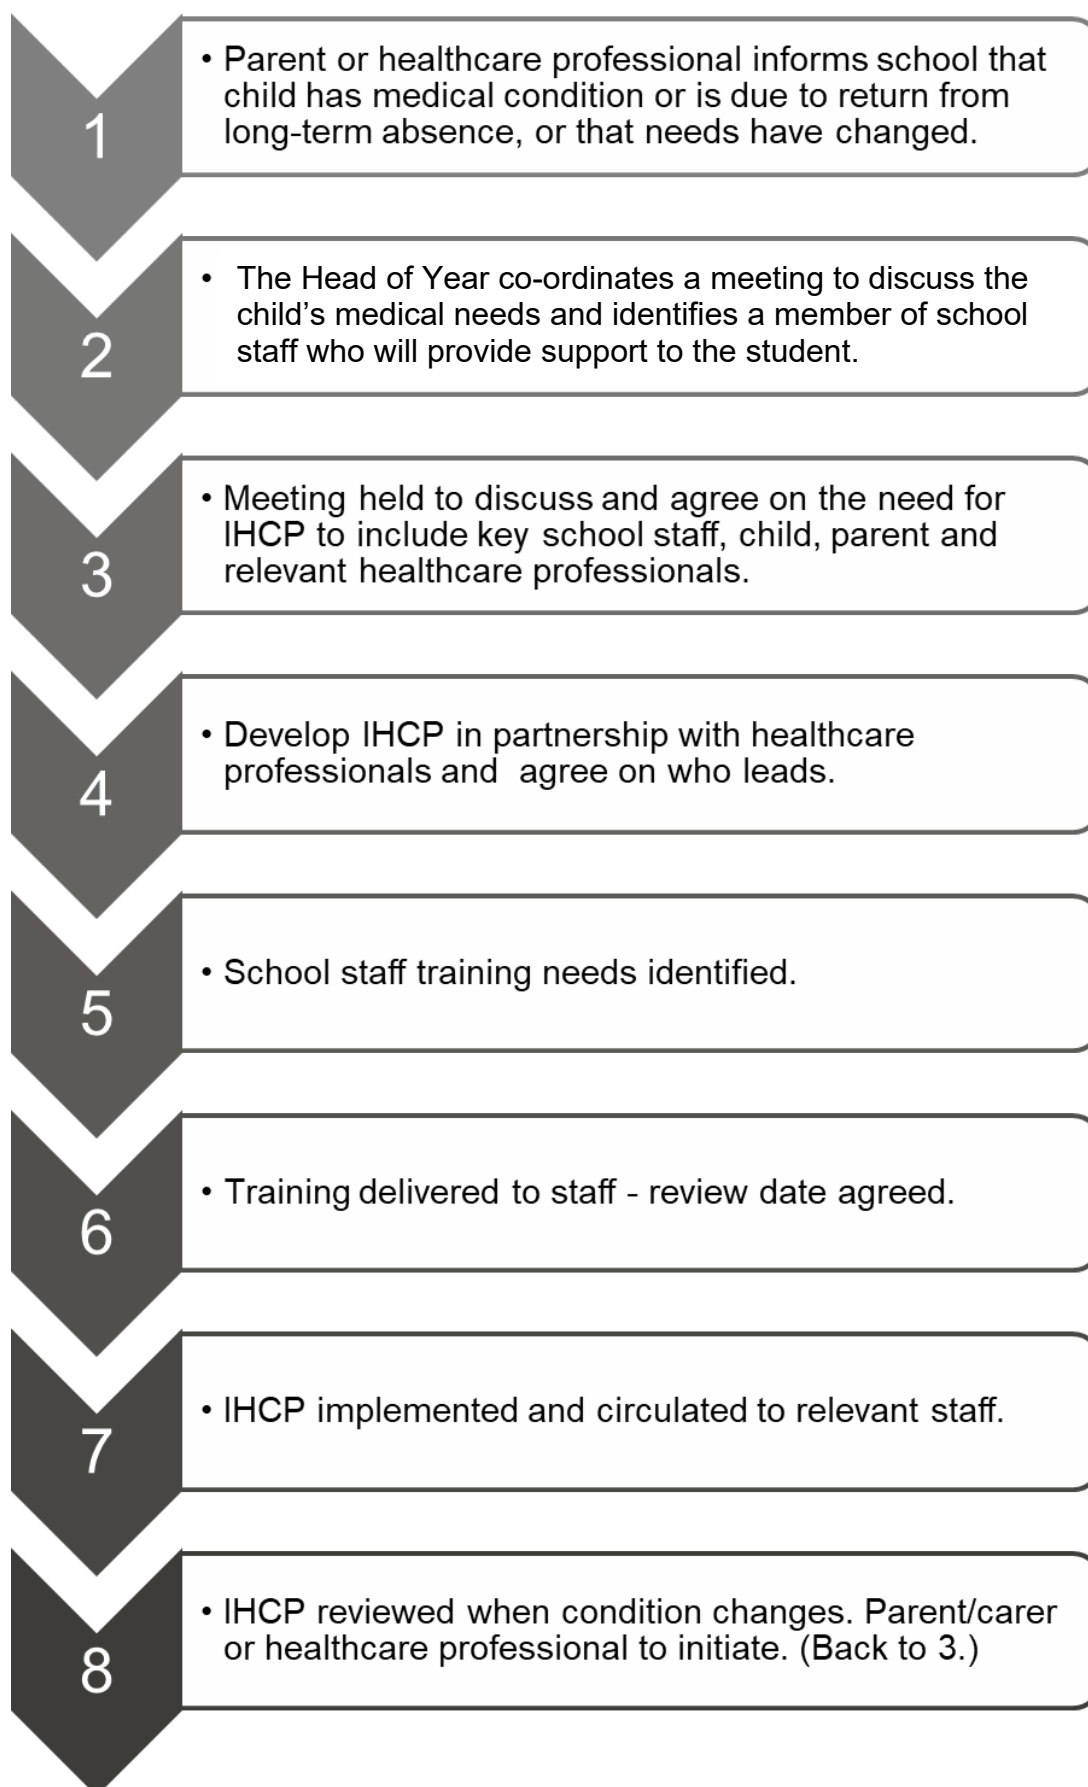 1
• Parent or healthcare professional informs school that
child has medical condition or is due to return from
long-term absence, or that needs have changed.
2
• The Head of Year co-ordinates a meeting to discuss the
child’s medical needs and identifies a member of school
staff who will provide support to the student.
3
• Meeting held to discuss and agree on the need for
IHCP to include key school staff, child, parent and
relevant healthcare professionals.
4
• Develop IHCP in partnership with healthcare
professionals and agree on who leads.
5
• School staff training needs identified.
6
• Training delivered to staff - review date agreed.
7
• IHCP implemented and circulated to relevant staff.
8
• IHCP reviewed when condition changes. Parent/carer
or healthcare professional to initiate. (Back to 3.)